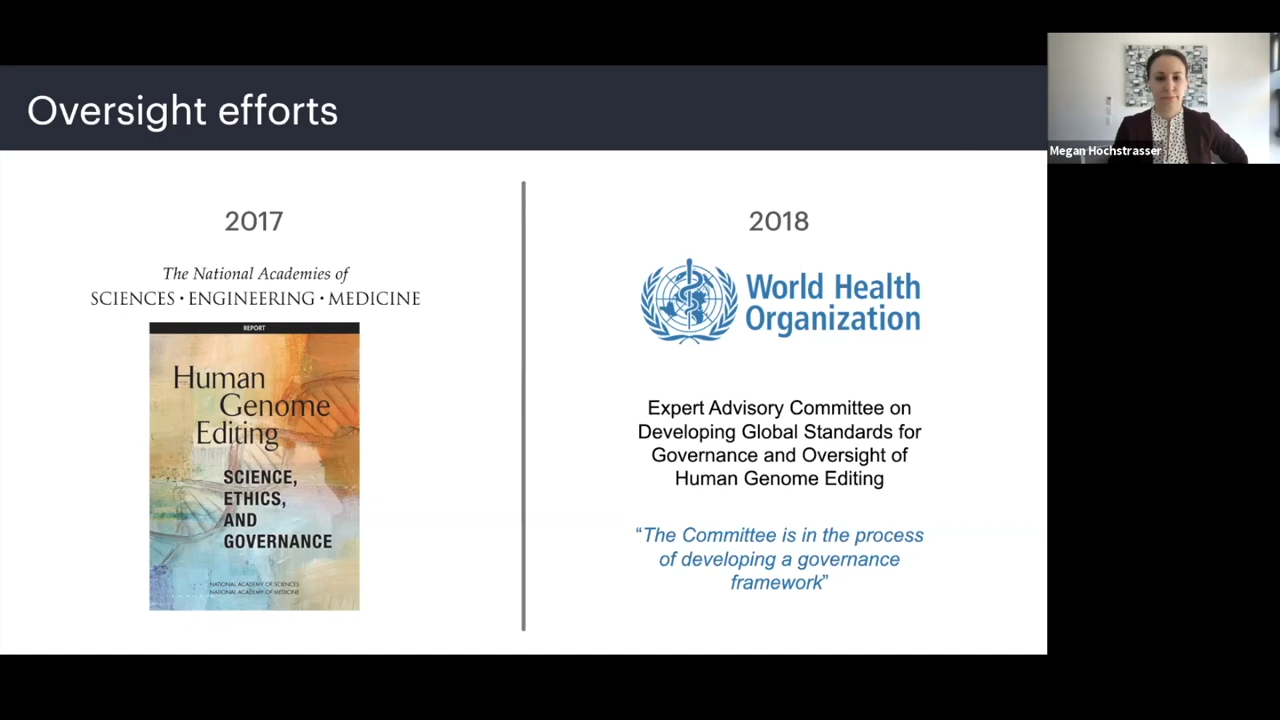 Oversight efforts
Megan Hochstrasser
2017
The National Academies of
SCIENCES · ENGINEERING · MEDICINE
REPORT
Human
Genome
Editing
SCIENCE,
ETHICS,
AND
GOVERNANCE
NATIONAL ACADEMY OF SCIENCES
NATIONAL ACADEMY OF MEDICINE
2018
World Health
Organization
Expert Advisory Committee on
Developing Global Standards for
Governance and Oversight of
Human Genome Editing
“The Committee is in the process
of developing a governance
framework”